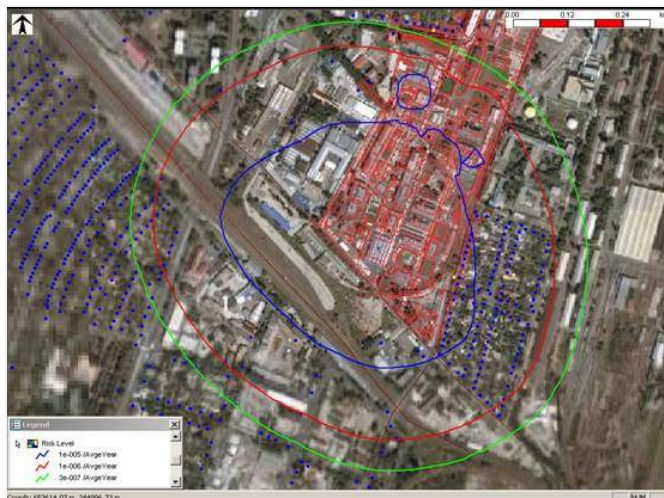 0.00 0.12 0.24
Legend
Risk Level
1e-005 /AvgeYear
1e-006 /AvgeYear
3e-007 /AvgeYear